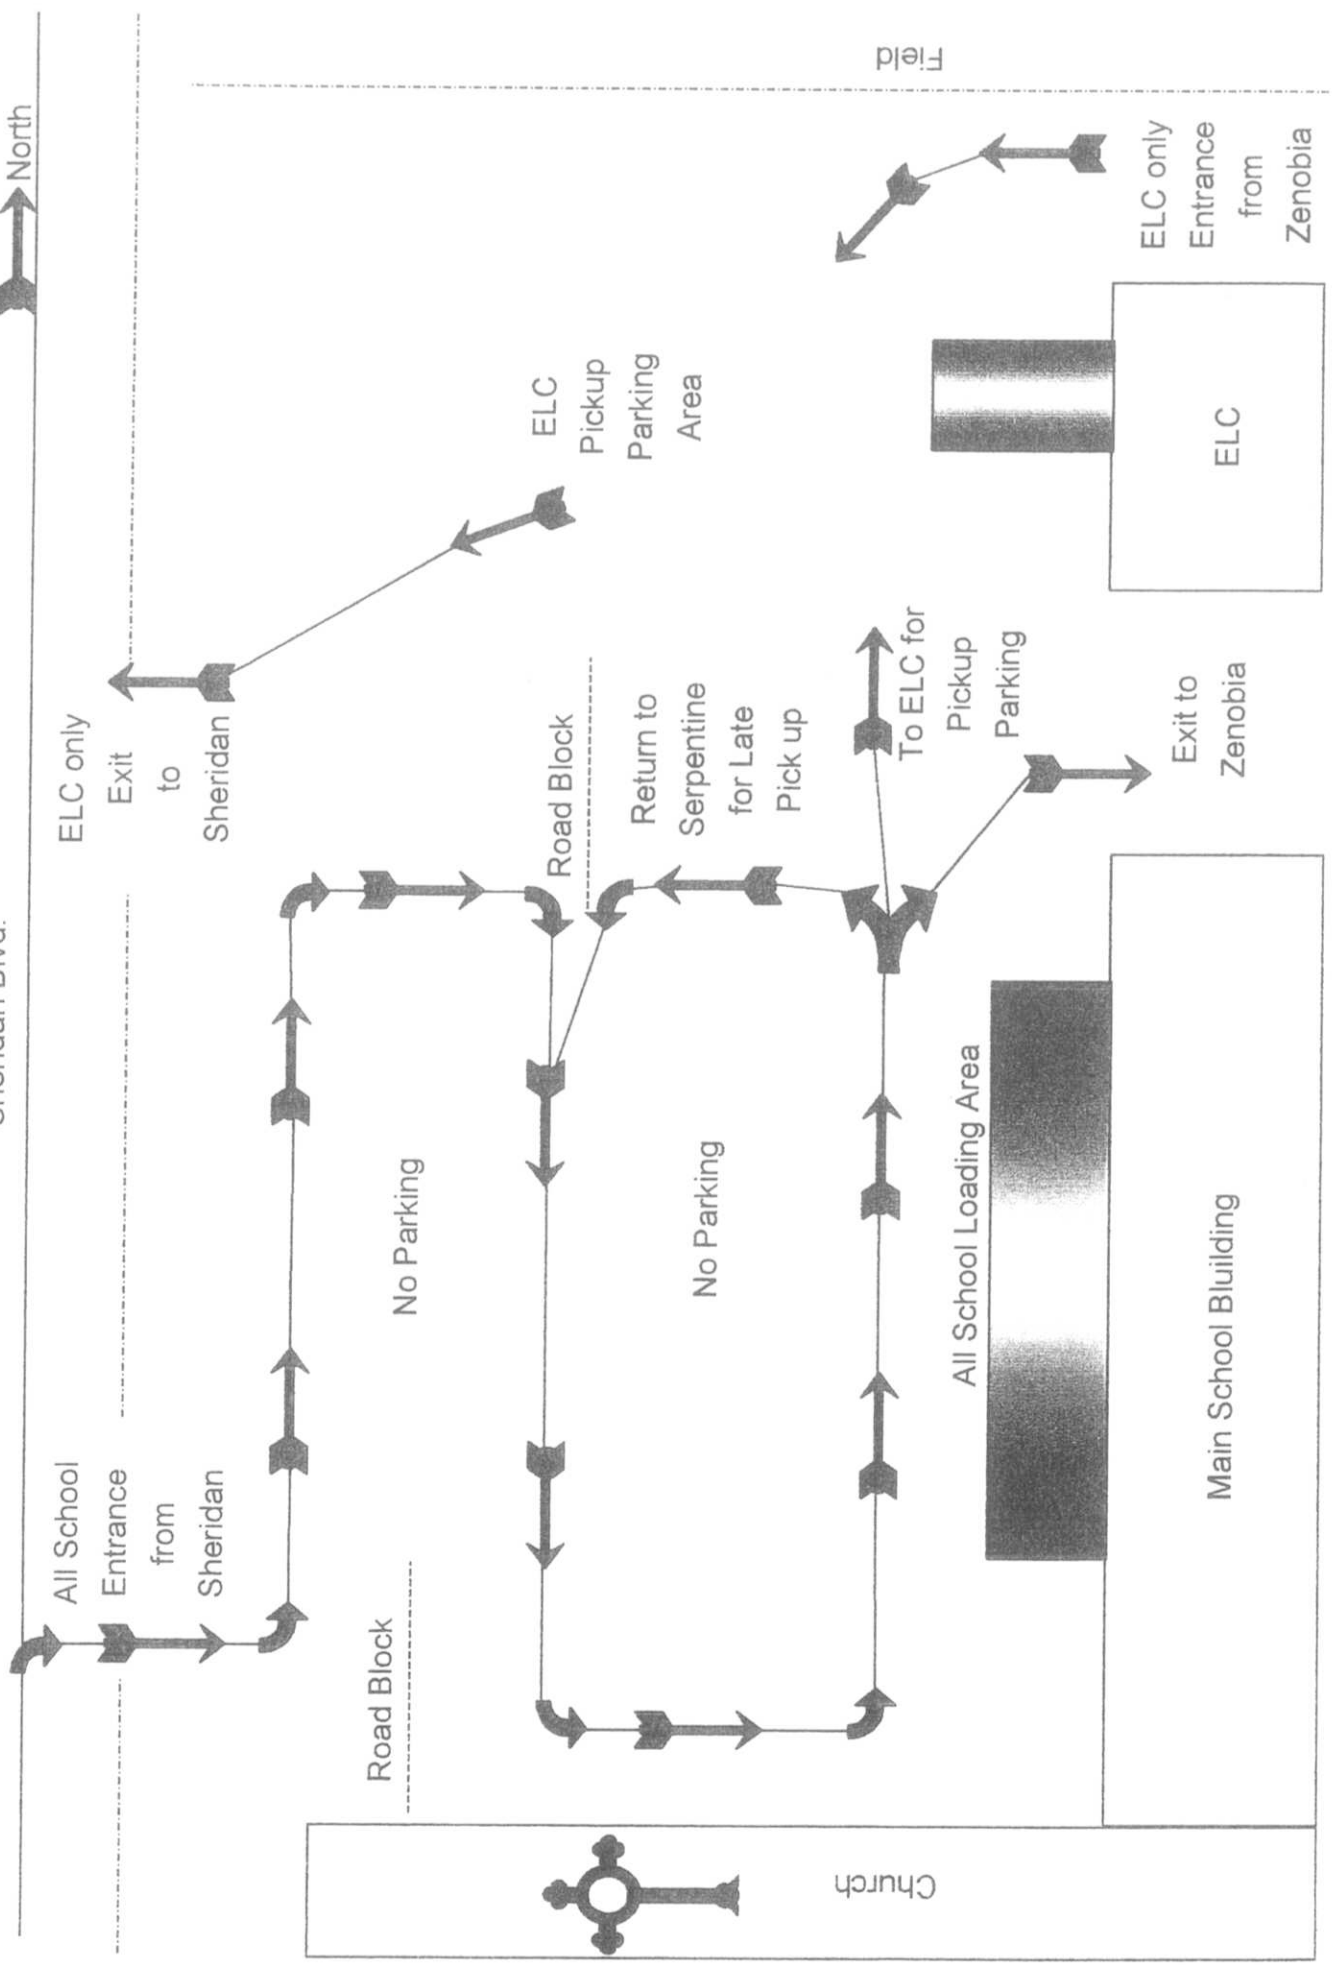 Sheridan Blvd.
North
All School
Entrance
from
Sheridan
ELC only
Exit
to
Sheridan
Road Block
No Parking
Road Block
ELC
Pickup
Parking
Area
Return to
Serpentine
for Late
Pick up
No Parking
Church
Field
To ELC for
Pickup
Parking
All School Loading Area
Exit to
Zenobia
ELC only
Entrance
from
Zenobia
Main School Bluilding
ELC